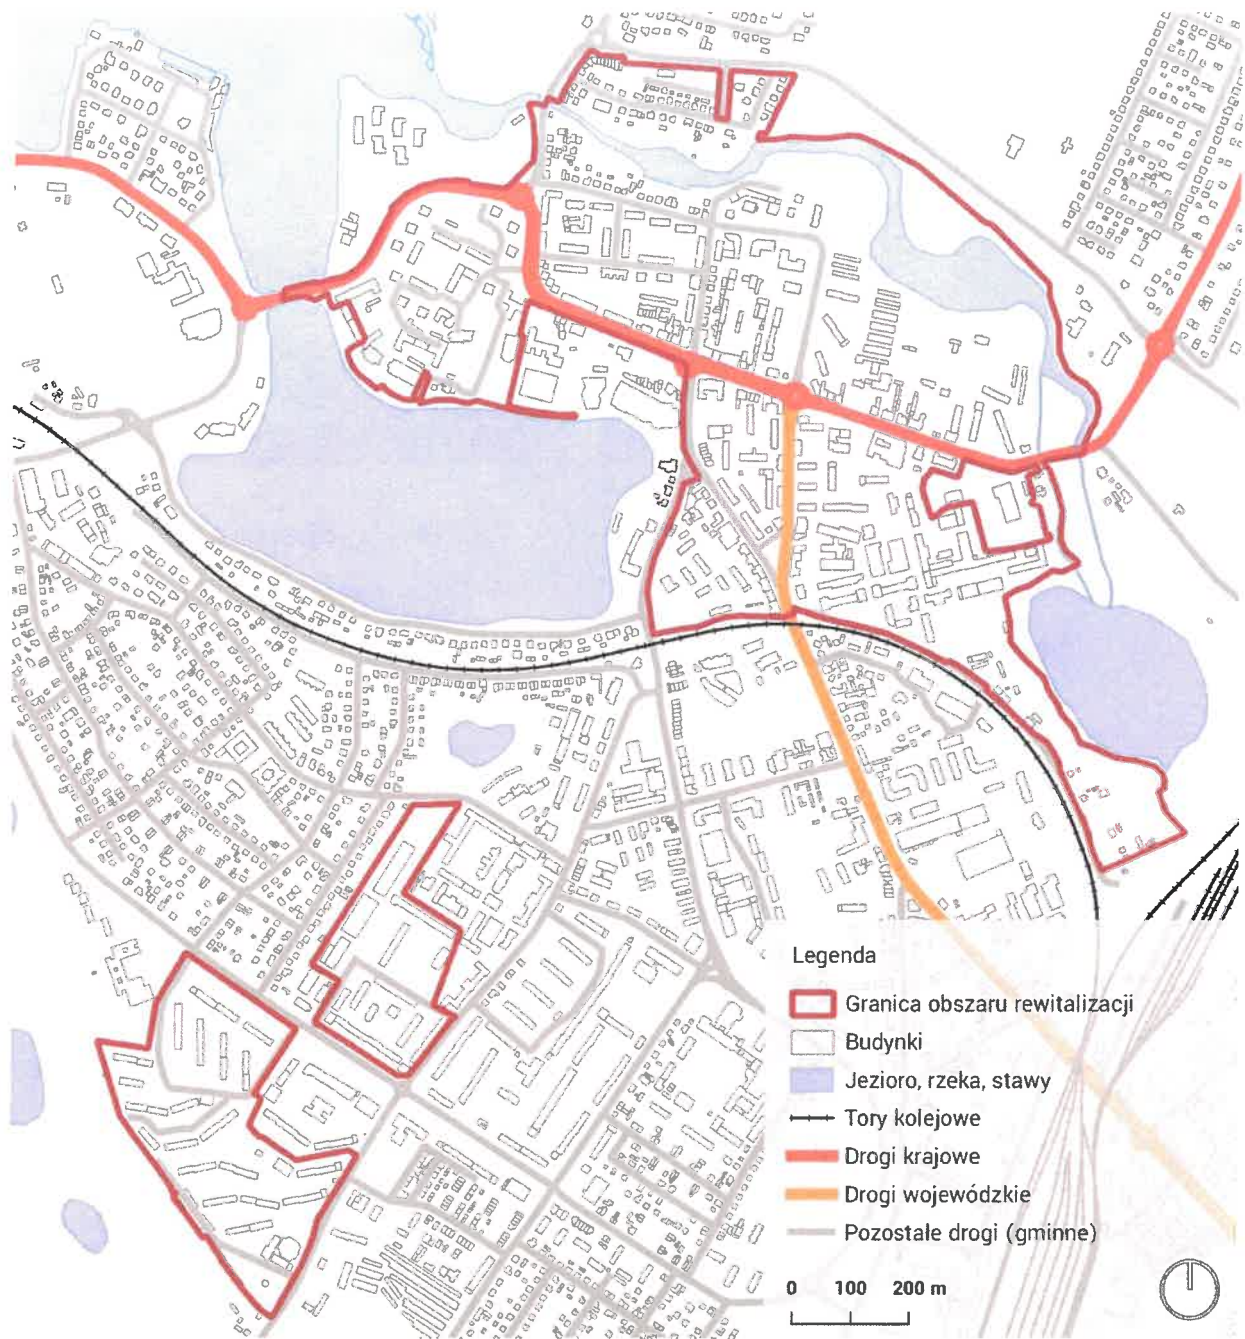 Legenda
Granica obszaru rewitalizacji
Budynki
Jezioro, rzeka, stawy
Tory kolejowe
Drogi krajowe
Drogi wojewódzkie
Pozostałe drogi (gminne)
0 100 200 m